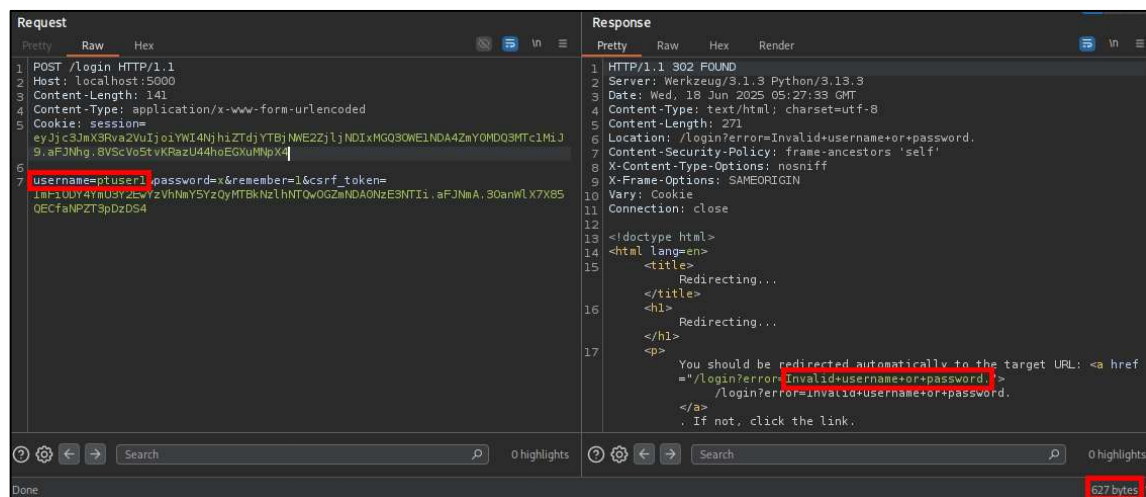 Request
Pretty Raw Hex \n
1 POST /login HTTP/1.1
2 Host: localhost:5000
3 Content-Length: 141
4 Content-Type: application/x-www-form-urlencoded
5 Cookie: session=
6
7 username=ptuser1&password=x&remember=1&csrf_token=
Search 0 highlights
Done
Response
Pretty Raw Hex Render \n
1 HTTP/1.1 302 FOUND
2 Server: Werkzeug/3.1.3 Python/3.13.3
3 Date: Wed, 18 Jun 2025 05:27:33 GMT
4 Content-Type: text/html; charset=utf-8
5 Content-Length: 271
6 Location: /login?error=Invalid+username+or+password.
7 Content-Security-Policy: frame-ancestors 'self'
8 X-Content-Type-Options: nosniff
9 X-Frame-Options: SAMEORIGIN
10 Vary: Cookie
11 Connection: close
12
13 <!doctype html>
14 <html lang=en>
15 <title>
Redirecting...
</title>
16 <h1>
Redirecting...
</h1>
17 <p>
You should be redirected automatically to the target URL: <a href
="/login?error=Invalid+username+or+password.">
/login?error=Invalid+username+or+password.
</a>
. If not, click the link.
Search 0 highlights
627 bytes